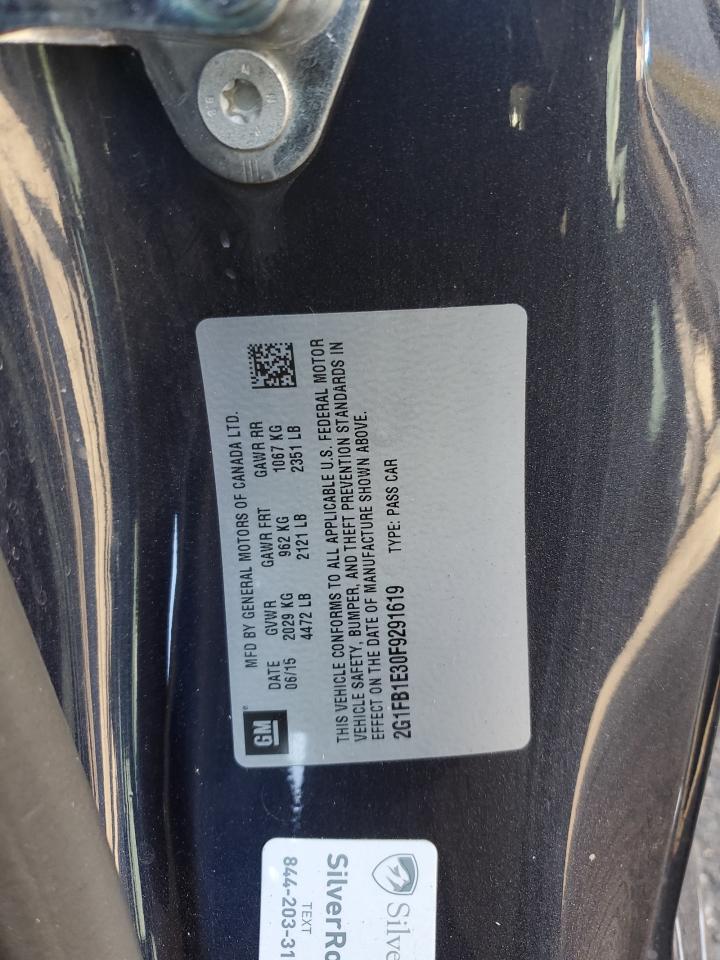 GM
MFD BY GENERAL MOTORS OF CANADA LTD.
DATE GVWR GAWR FRT GAWR RR
06/15 2029 KG 962 KG 1067 KG
4472 LB 2121 LB 2351 LB
THIS VEHICLE CONFORMS TO ALL APPLICABLE U.S. FEDERAL MOTOR
VEHICLE SAFETY, BUMPER, AND THEFT PREVENTION STANDARDS IN
EFFECT ON THE DATE OF MANUFACTURE SHOWN ABOVE.
2G1FB1E30F9291619 TYPE: PASS CAR
Silve
SilverRo
TEXT
844-203-31